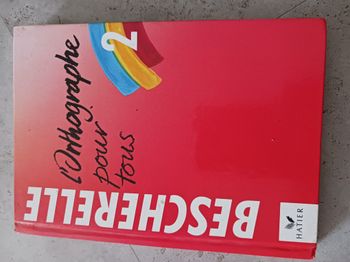 BESCHERELLE
l'Orthographe
pour
tous
2
HATIER